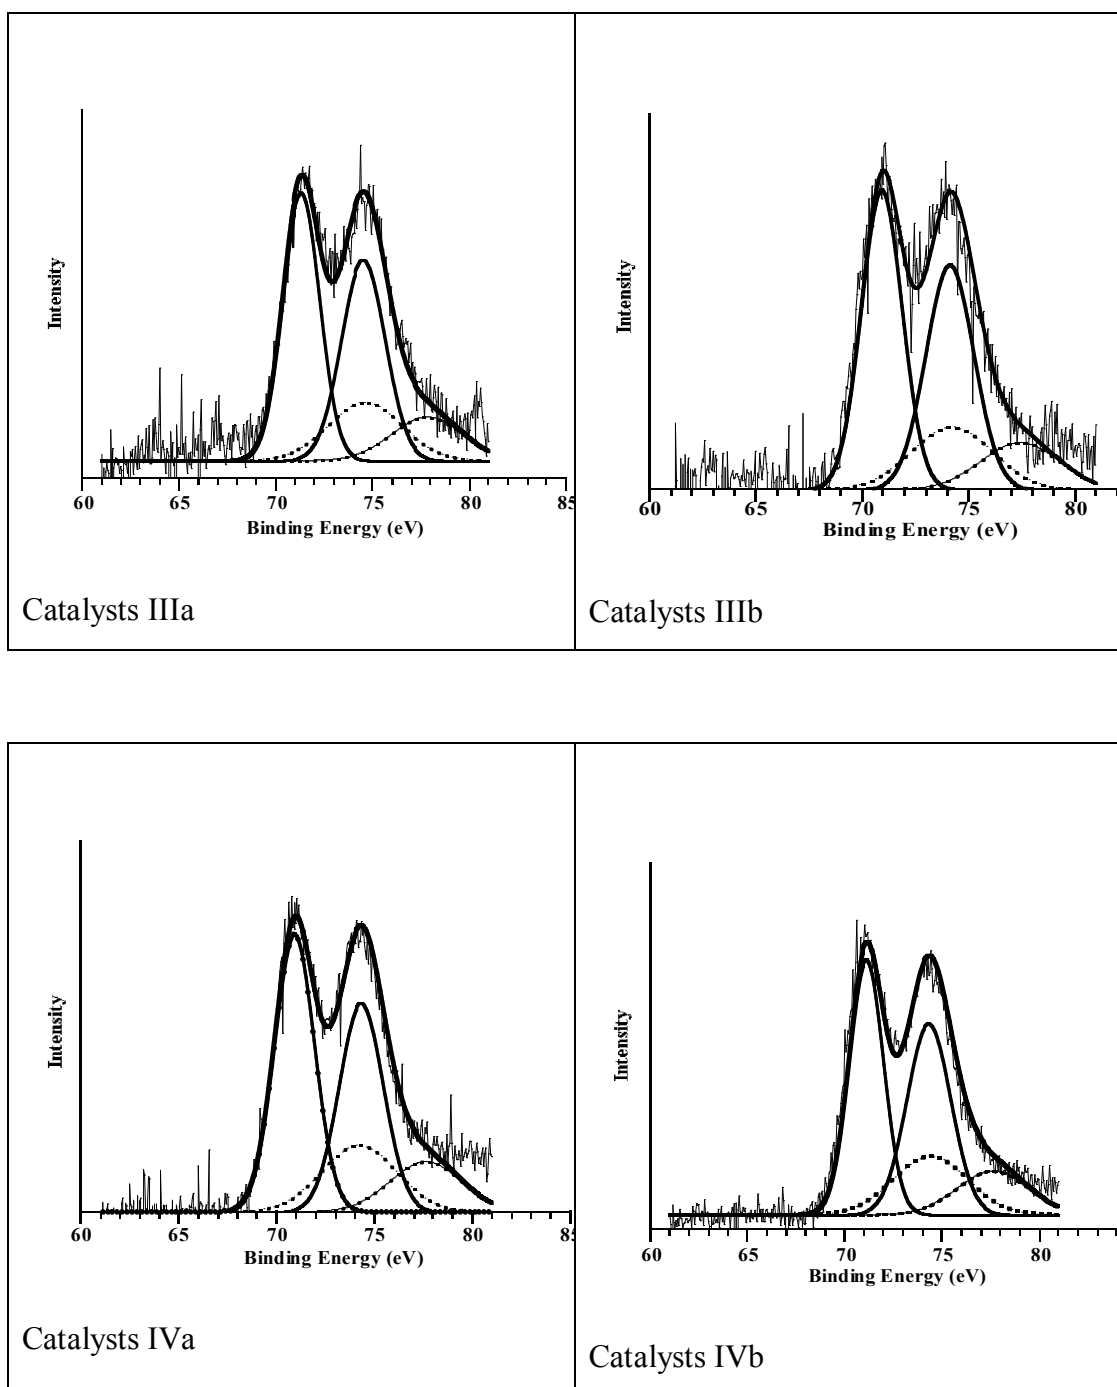 Intensity
60 65 70 75 80 85
Binding Energy (eV)
Catalysts IIIa
Intensity
60 65 70 75 80
Binding Energy (eV)
Catalysts IIIb
Intensity
60 65 70 75 80 85
Binding Energy (eV)
Catalysts IVa
Intensity
60 65 70 75 80
Binding Energy (eV)
Catalysts IVb